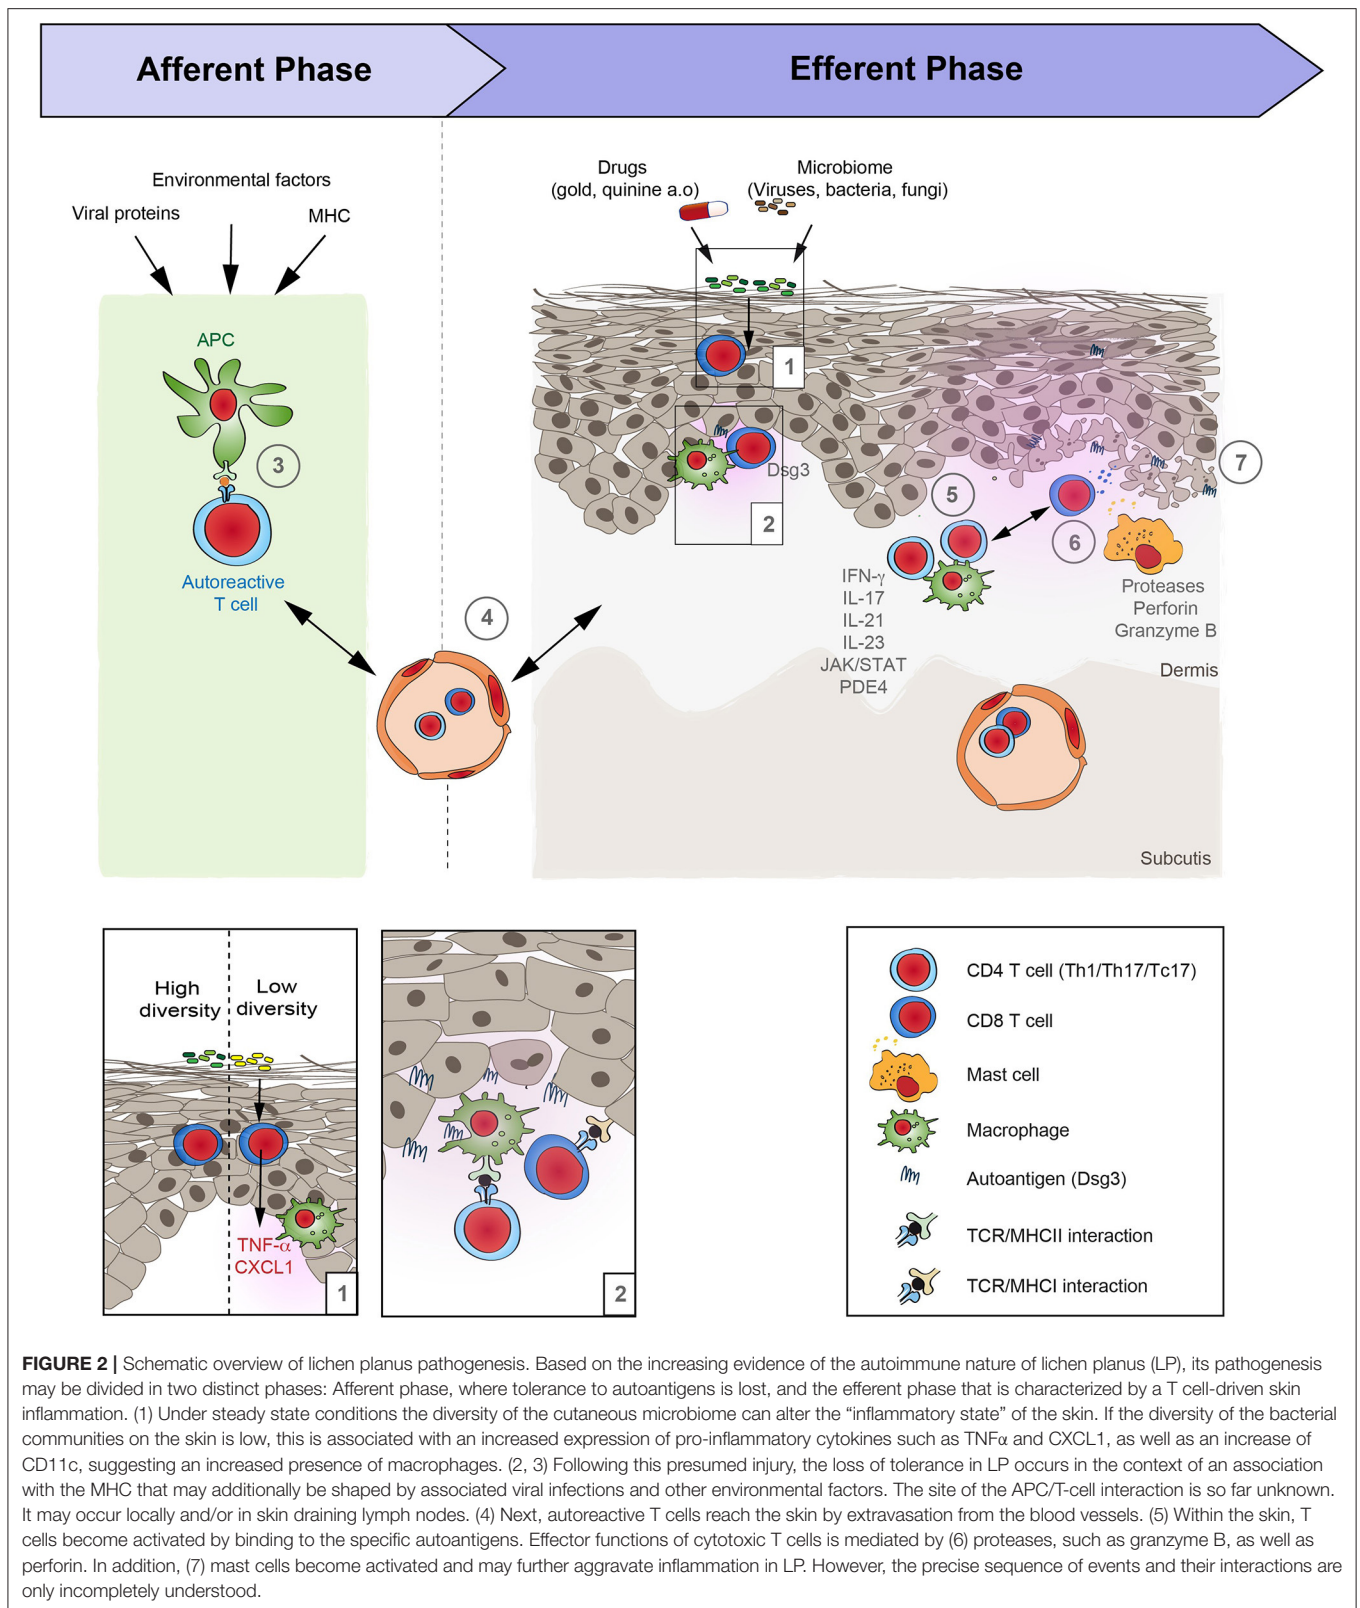 Afferent Phase
Efferent Phase
Environmental factors
Viral proteins
MHC
Drugs
(gold, quinine a.o)
Microbiome
(Viruses, bacteria, fungi)
APC
3
Autoreactive
T cell
4
1
Dsg3
2
5
6
7
IFN-γ
IL-17
IL-21
IL-23
JAK/STAT
PDE4
Proteases
Perforin
Granzyme B
Dermis
Subcutis
High
diversity
Low
diversity
TNF-α
CXCL1
1
2
CD4 T cell (Th1/Th17/Tc17)
CD8 T cell
Mast cell
Macrophage
Autoantigen (Dsg3)
TCR/MHCII interaction
TCR/MHCI interaction
FIGURE 2 | Schematic overview of lichen planus pathogenesis. Based on the increasing evidence of the autoimmune nature of lichen planus (LP), its pathogenesis
may be divided in two distinct phases: Afferent phase, where tolerance to autoantigens is lost, and the efferent phase that is characterized by a T cell-driven skin
inflammation. (1) Under steady state conditions the diversity of the cutaneous microbiome can alter the “inflammatory state” of the skin. If the diversity of the bacterial
communities on the skin is low, this is associated with an increased expression of pro-inflammatory cytokines such as TNFα and CXCL1, as well as an increase of
CD11c, suggesting an increased presence of macrophages. (2, 3) Following this presumed injury, the loss of tolerance in LP occurs in the context of an association
with the MHC that may additionally be shaped by associated viral infections and other environmental factors. The site of the APC/T-cell interaction is so far unknown.
It may occur locally and/or in skin draining lymph nodes. (4) Next, autoreactive T cells reach the skin by extravasation from the blood vessels. (5) Within the skin, T
cells become activated by binding to the specific autoantigens. Effector functions of cytotoxic T cells is mediated by (6) proteases, such as granzyme B, as well as
perforin. In addition, (7) mast cells become activated and may further aggravate inflammation in LP. However, the precise sequence of events and their interactions are
only incompletely understood.